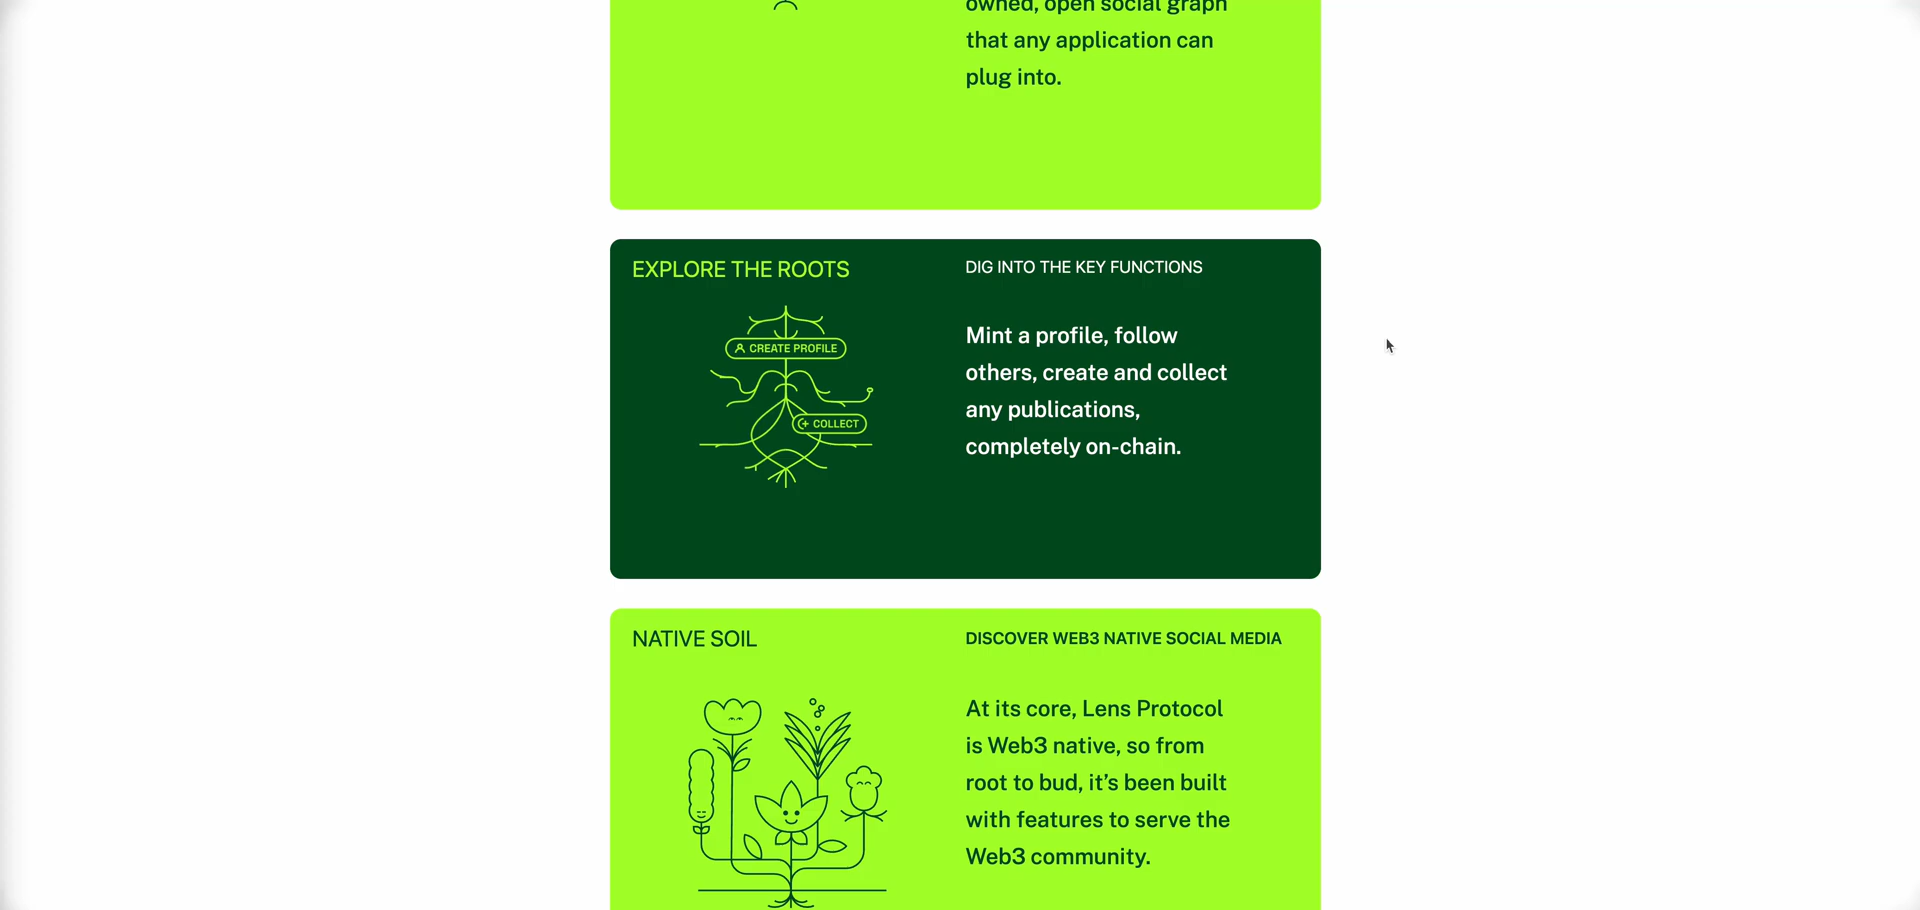 owned, open social graph
that any application can
plug into.
EXPLORE THE ROOTS
CREATE PROFILE
COLLECT
DIG INTO THE KEY FUNCTIONS
Mint a profile, follow
others, create and collect
any publications,
completely on-chain.
NATIVE SOIL
DISCOVER WEB3 NATIVE SOCIAL MEDIA
At its core, Lens Protocol
is Web3 native, so from
root to bud, it’s been built
with features to serve the
Web3 community.